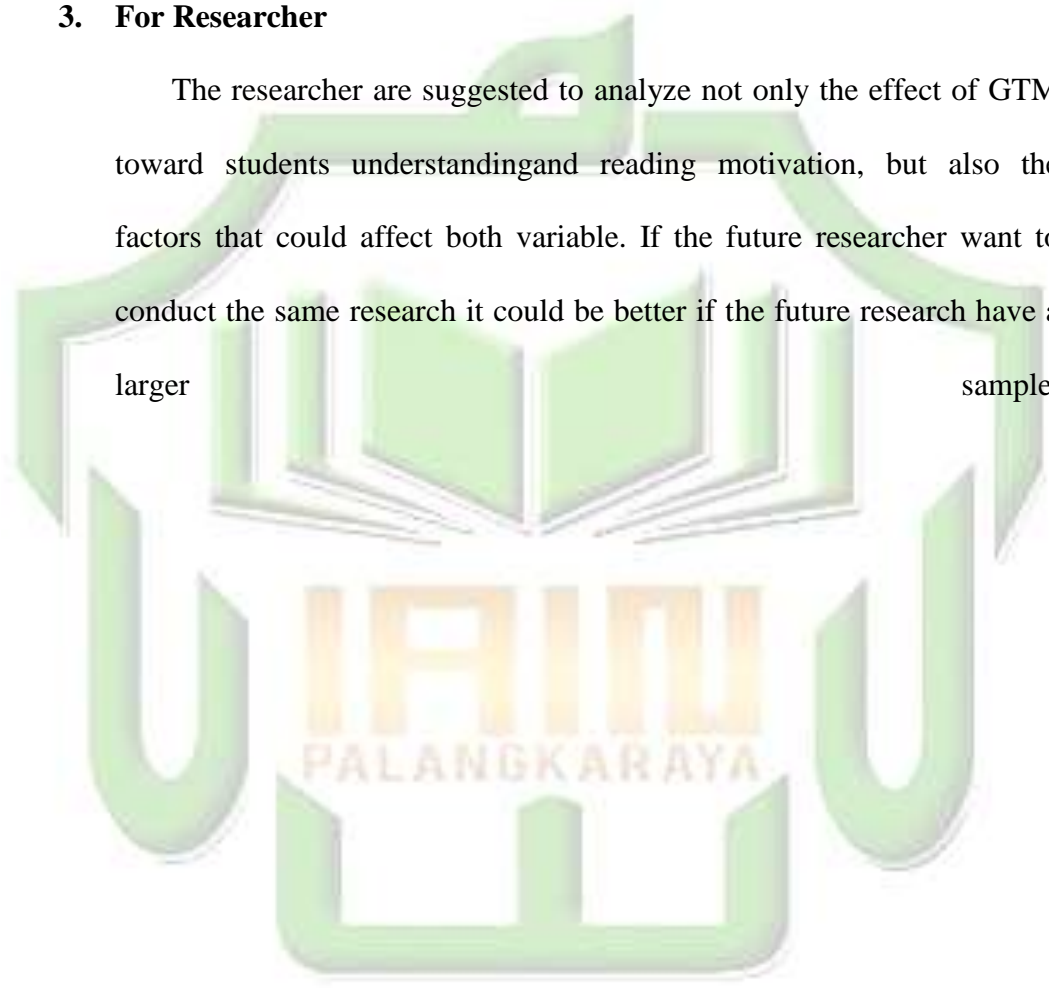 3. For Researcher
The researcher are suggested to analyze not only the effect of GTM
toward students understandingand reading motivation, but also the
factors that could affect both variable. If the future researcher want to
conduct the same research it could be better if the future research have a
larger sample.
IAIN
PALANGKARAYA